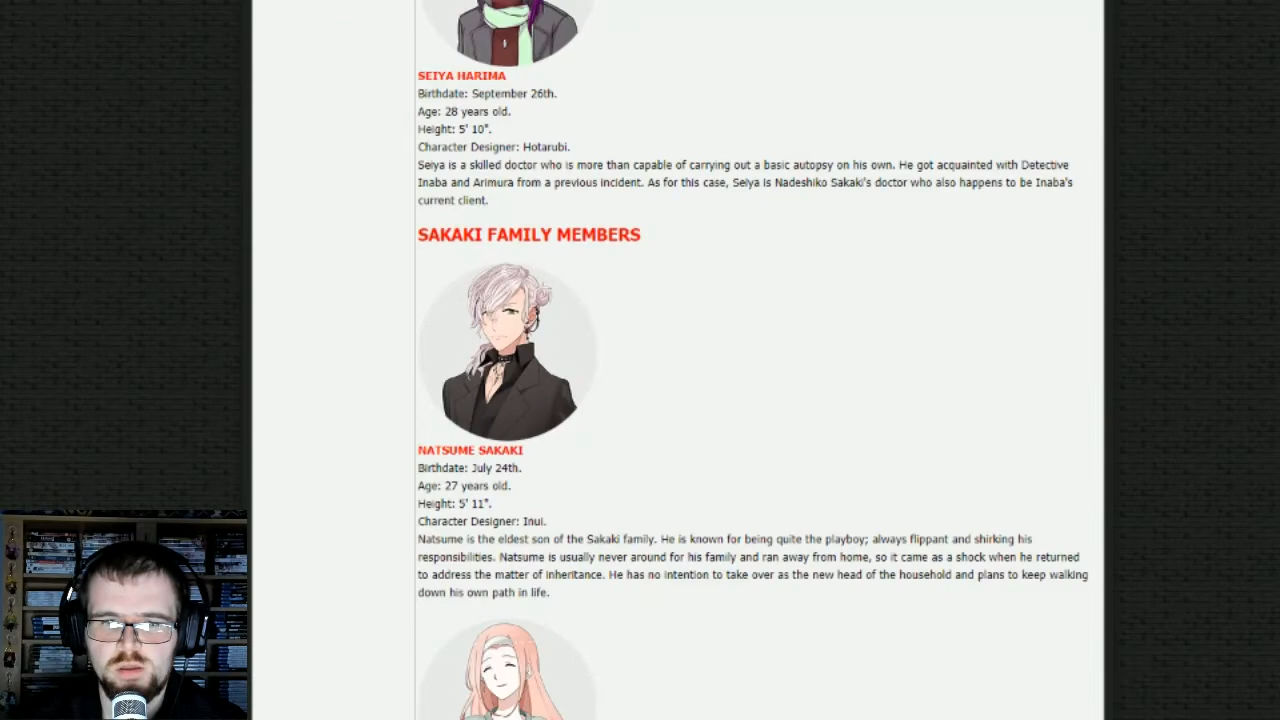 SEIYA HARIMA
Birthdate: September 26th.
Age: 28 years old.
Height: 5' 10".
Character Designer: Hotarubi.
Seiya is a skilled doctor who is more than capable of carrying out a basic autopsy on his own. He got acquainted with Detective
Inaba and Arimura from a previous incident. As for this case, Seiya is Nadeshiko Sakaki's doctor who also happens to be Inaba's
current client.
SAKAKI FAMILY MEMBERS
NATSUME SAKAKI
Birthdate: July 24th.
Age: 27 years old.
Height: 5' 11".
Character Designer: Inui.
Natsume is the eldest son of the Sakaki family. He is known for being quite the playboy; always flippant and shirking his
responsibilities. Natsume is usually never around for his family and ran away from home, so it came as a shock when he returned
to address the matter of inheritance. He has no intention to take over as the new head of the household and plans to keep walking
down his own path in life.